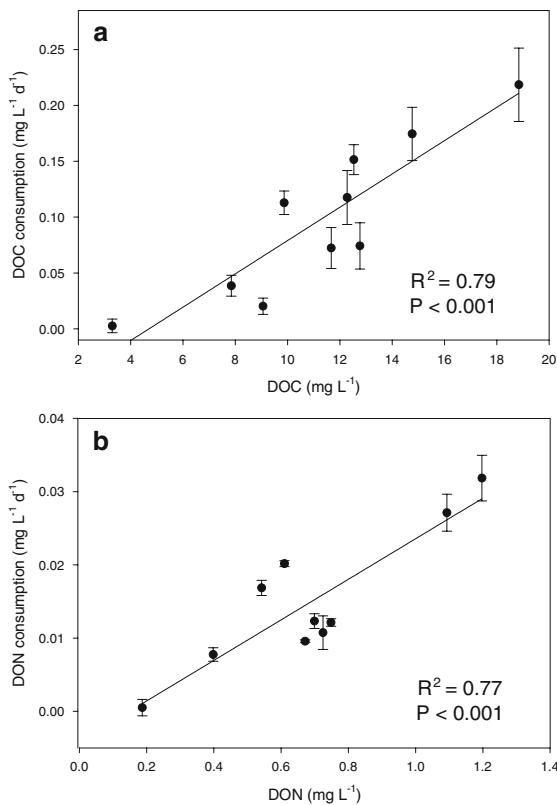 a
DOC consumption (mg L⁻¹ d⁻¹)
0.25
0.20
0.15
0.10
0.05
0.00
R² = 0.79
P < 0.001
2 4 6 8 10 12 14 16 18 20
DOC (mg L⁻¹)
b
DON consumption (mg L⁻¹ d⁻¹)
0.04
0.03
0.02
0.01
0.00
R² = 0.77
P < 0.001
0.0 0.2 0.4 0.6 0.8 1.0 1.2 1.4
DON (mg L⁻¹)